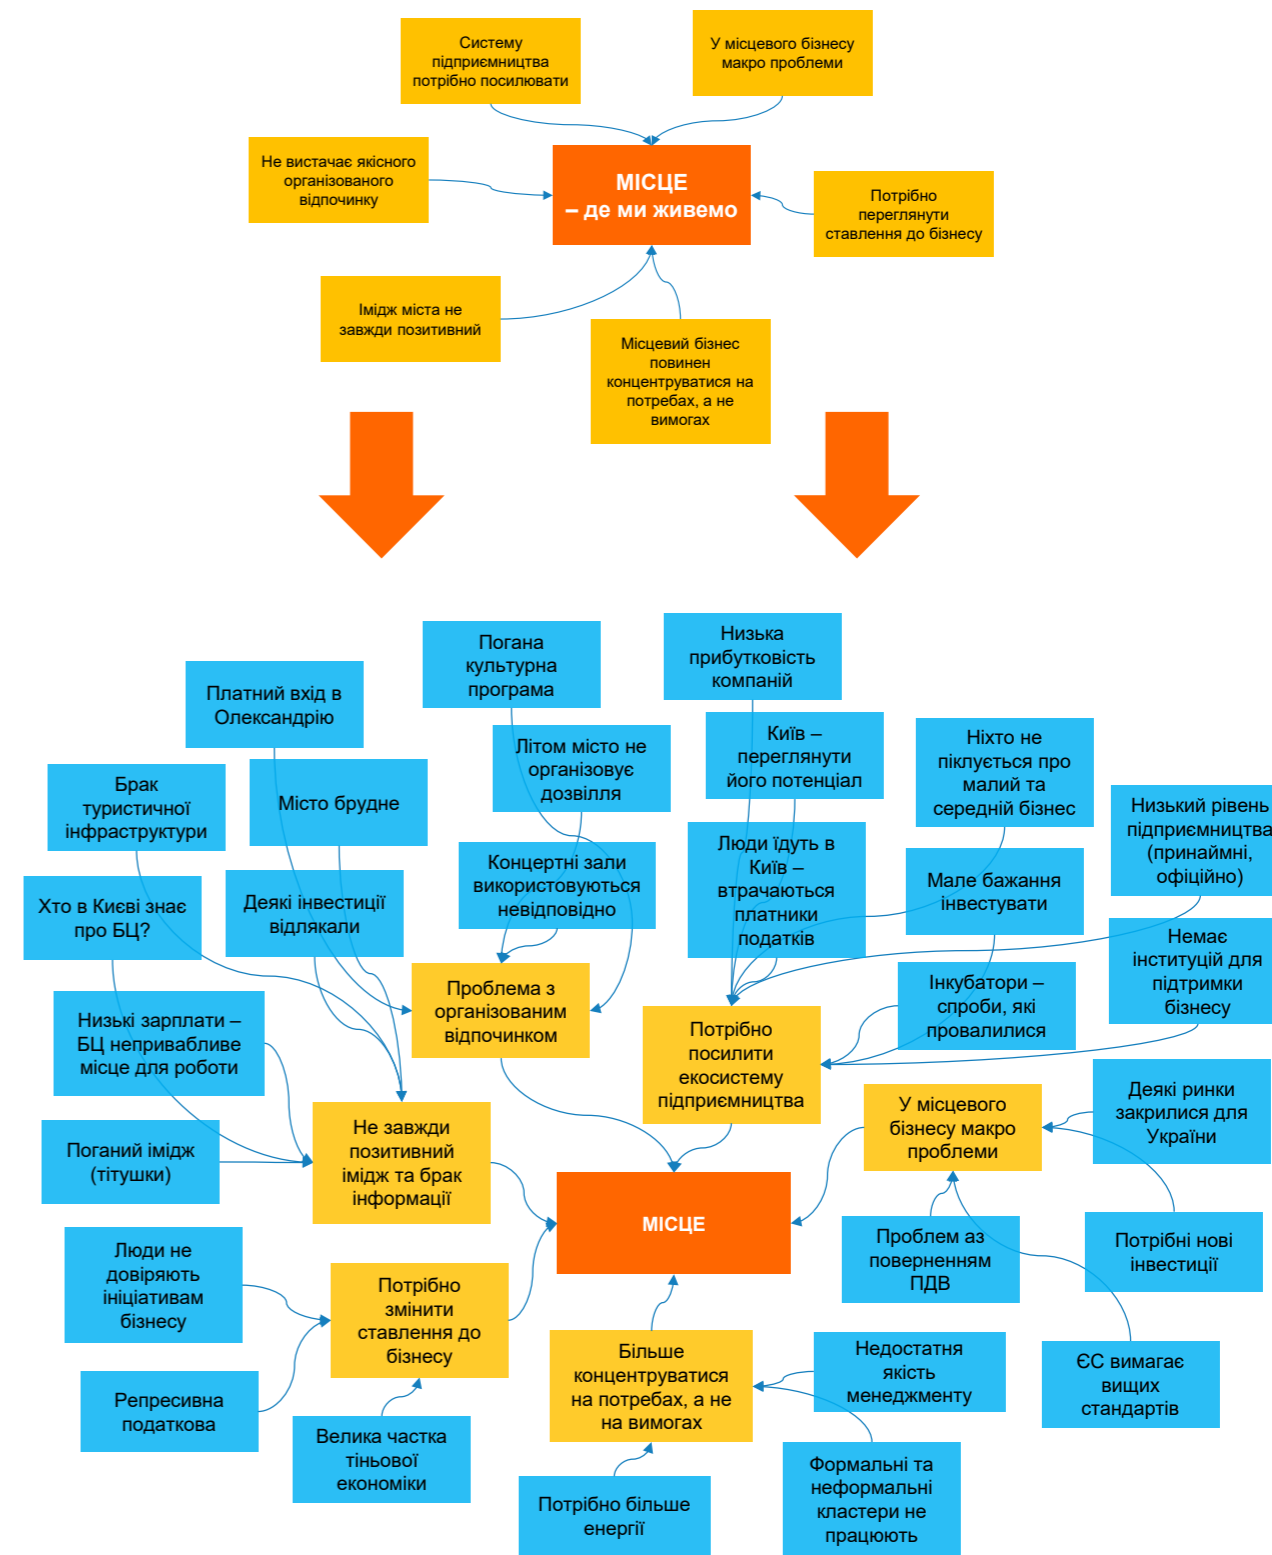 Систему
підприємництва
потрібно посилювати
У місцевого бізнесу
макро проблеми
Не вистачає якісного
організованого
відпочинку
МІСЦЕ
– де ми живемо
Потрібно
переглянути
ставлення до бізнесу
Імідж міста не
завжди позитивний
Місцевий бізнес
повинен
концентруватися на
потребах, а не
вимогах
Погана
культурна
програма
Низька
прибутковість
компаній
Платний вхід в
Олександрію
Літом місто не
організовує
дозвілля
Київ –
переглянути
його потенціал
Ніхто не
піклується про
малий та
середній бізнес
Брак
туристичної
інфраструктури
Місто брудне
Низький рівень
підприємництва
(принаймні,
офіційно)
Концертні зали
використовуються
невідповідно
Люди їдуть в
Київ –
втрачаються
платники
податків
Мале бажання
інвестувати
Хто в Києві знає
про БЦ?
Деякі інвестиції
відлякали
Немає
інституцій для
підтримки
бізнесу
Проблема з
організованим
відпочинком
Інкубатори –
спроби, які
провалилися
Низькі зарплати –
БЦ непривабливе
місце для роботи
Потрібно
посилити
екосистему
підприємництва
У місцевого
бізнесу макро
проблеми
Деякі ринки
закрилися для
України
Поганий імідж
(тітушки)
Не завжди
позитивний
імідж та брак
інформації
МІСЦЕ
Проблем аз
поверненням
ПДВ
Потрібні нові
інвестиції
Люди не
довіряють
ініціативам
бізнесу
Потрібно
змінити
ставлення до
бізнесу
Більше
концентруватися
на потребах, а не
на вимогах
Недостатня
якість
менеджменту
ЄС вимагає
вищих
стандартів
Репресивна
податкова
Велика частка
тіньової
економіки
Потрібно більше
енергії
Формальні та
неформальні
кластери не
працюють